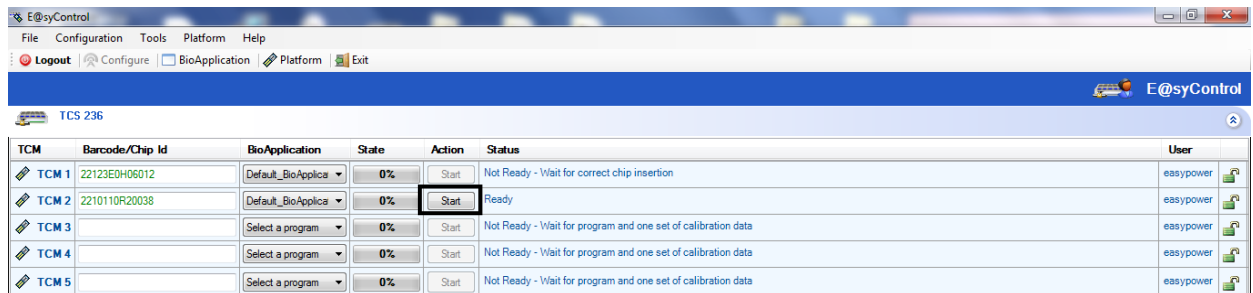 E@syControl
File Configuration Tools Platform Help
Logout Configure BioApplication Platform Exit
E@syControl
TCS 236
TCM Barcode/Chip Id BioApplication State Action Status User
TCM 1 22123E0H06012 Default_BioApplica 0% Start Not Ready - Wait for correct chip insertion easypower
TCM 2 2210110R20038 Default_BioApplica 0% Start Ready easypower
TCM 3 Select a program 0% Start Not Ready - Wait for program and one set of calibration data easypower
TCM 4 Select a program 0% Start Not Ready - Wait for program and one set of calibration data easypower
TCM 5 Select a program 0% Start Not Ready - Wait for program and one set of calibration data easypower